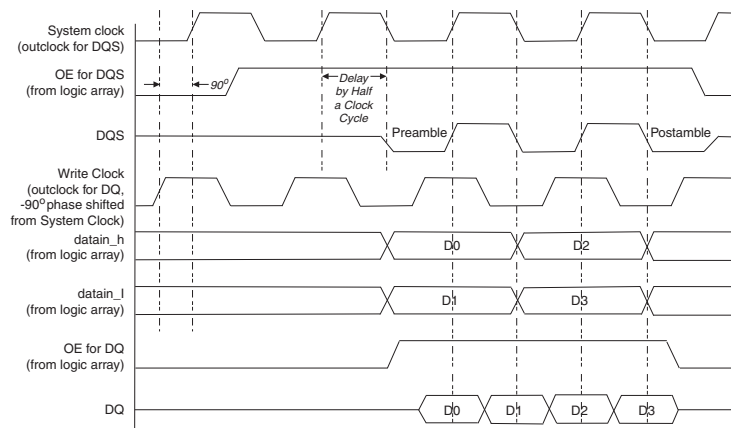 System clock
(outclock for DQS)
OE for DQS
(from logic array)
90°
Delay
by Half
a Clock
Cycle
DQS
Preamble
Postamble
Write Clock
(outclock for DQ,
-90° phase shifted
from System Clock)
datain_h
(from logic array)
D0
D2
datain_l
(from logic array)
D1
D3
OE for DQ
(from logic array)
DQ
D0
D1
D2
D3